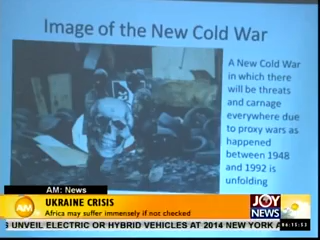 Image of the New Cold War
A New Cold War
in which there
will be threats
and carnage
everywhere due
to proxy wars as
happened
between 1948
and 1992 is
unfolding
AM: News
AM
UKRAINE CRISIS
Africa may suffer immensely if not checked
JOY
NEWS
S UNVEIL ELECTRIC OR HYBRID VEHICLES AT 2014 NEW YORK A